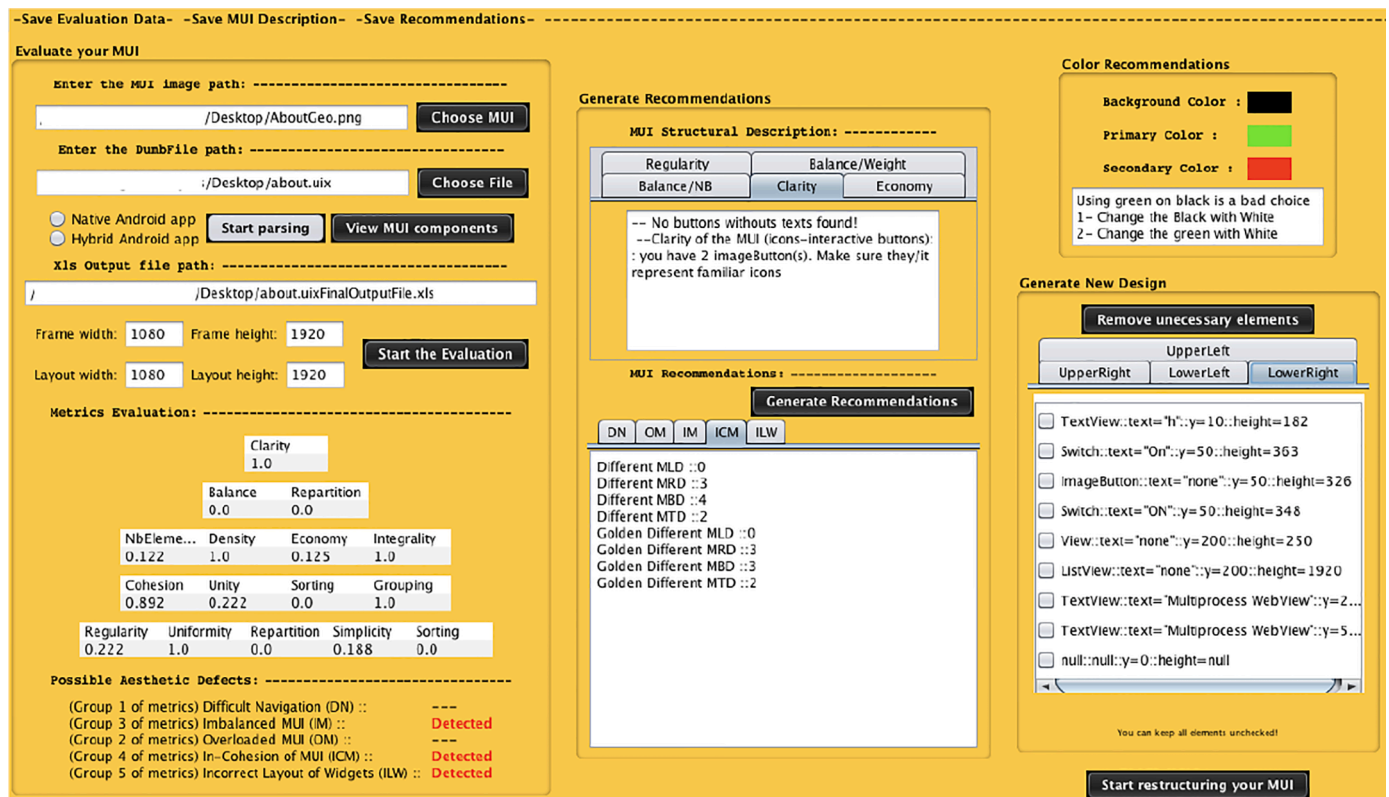 -Save Evaluation Data- -Save MUI Description- -Save Recommendations-
Evaluate your MUI
Enter the MUI image path:
/Desktop/AboutGeo.png
Choose MUI
Enter the DumbFile path:
:/Desktop/about.uix
Choose File
Native Android app
Hybrid Android app
Start parsing
View MUI components
Xls Output file path:
/ /Desktop/about.uixFinalOutputFile.xls
Frame width: 1080 Frame height: 1920
Start the Evaluation
Layout width: 1080 Layout height: 1920
Metrics Evaluation:
Clarity
1.0
Balance Repartition
0.0 0.0
NbEleme... Density Economy Integrality
0.122 1.0 0.125 1.0
Cohesion Unity Sorting Grouping
0.892 0.222 0.0 1.0
Regularity Uniformity Repartition Simplicity Sorting
0.222 1.0 0.0 0.188 0.0
Possible Aesthetic Defects:
(Group 1 of metrics) Difficult Navigation (DN) :: ---
(Group 3 of metrics) Imbalanced MUI (IM) :: Detected
(Group 2 of metrics) Overloaded MUI (OM) :: ---
(Group 4 of metrics) In-Cohesion of MUI (ICM) :: Detected
(Group 5 of metrics) Incorrect Layout of Widgets (ILW) :: Detected
Generate Recommendations
MUI Structural Description:
Regularity Balance/Weight
Balance/NB Clarity Economy
-- No buttons withouts texts found!
--Clarity of the MUI (icons-interactive buttons):
: you have 2 imageButton(s). Make sure they/it
represent familiar icons
MUI Recommendations:
Generate Recommendations
DN OM IM ICM ILW
Different MLD ::0
Different MRD ::3
Different MBD ::4
Different MTD ::2
Golden Different MLD ::0
Golden Different MRD ::3
Golden Different MBD ::3
Golden Different MTD ::2
Color Recommendations
Background Color :
Primary Color :
Secondary Color :
Using green on black is a bad choice
1- Change the Black with White
2- Change the green with White
Generate New Design
Remove unecessary elements
UpperLeft
UpperRight LowerLeft LowerRight
TextView::text="h"::y=10::height=182
Switch::text="On"::y=50::height=363
ImageButton::text="none"::y=50::height=326
Switch::text="ON"::y=50::height=348
View::text="none"::y=200::height=250
ListView::text="none"::y=200::height=1920
TextView::text="Multiprocess WebView"::y=2...
TextView::text="Multiprocess WebView"::y=5...
null::null::y=0::height=null
You can keep all elements unchecked!
Start restructuring your MUI